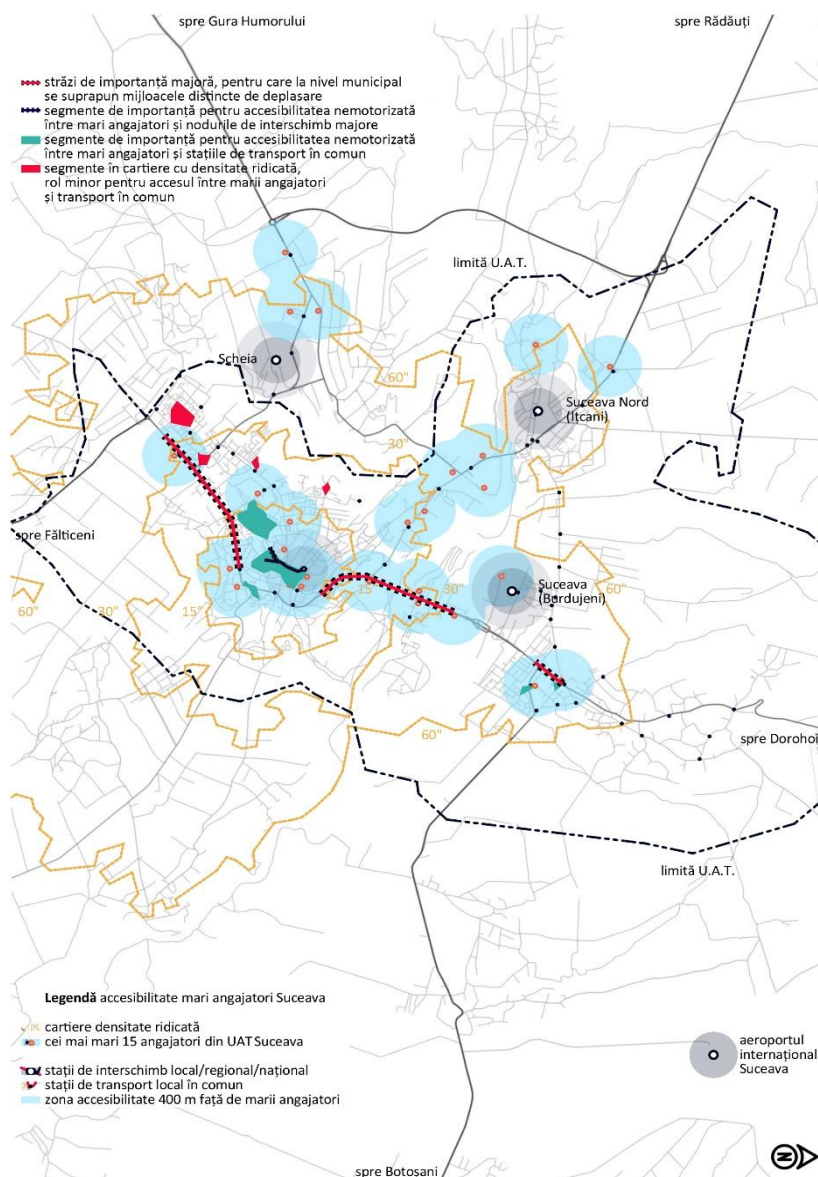 spre Gura Humorului
spre Rădăuți
străzi de importanță majoră, pentru care la nivel municipal
se suprapun mijloacele distincte de deplasare
segmente de importanță pentru accesibilitatea nemotorizată
între mari angajatori și nodurile de interschimb majore
segmente de importanță pentru accesibilitatea nemotorizată
între mari angajatori și stațiile de transport în comun
segmente în cartiere cu densitate ridicată,
rol minor pentru accesul între marii angajatori
și transport în comun
limită U.A.T.
Scheia
60"
Suceava Nord
(Ițcani)
30"
spre Fălticeni
60"
30"
15"
15"
30"
Suceava
(Burdujeni)
60"
60"
spre Dorohoi
limită U.A.T.
Legendă accesibilitate mari angajatori Suceava
cartiere densitate ridicată
cei mai mari 15 angajatori din UAT Suceava
stații de interschimb local/regional/național
stații de transport local în comun
zona accesibilitate 400 m față de marii angajatori
aeroportul
internațional
Suceava
spre Botoșani
N